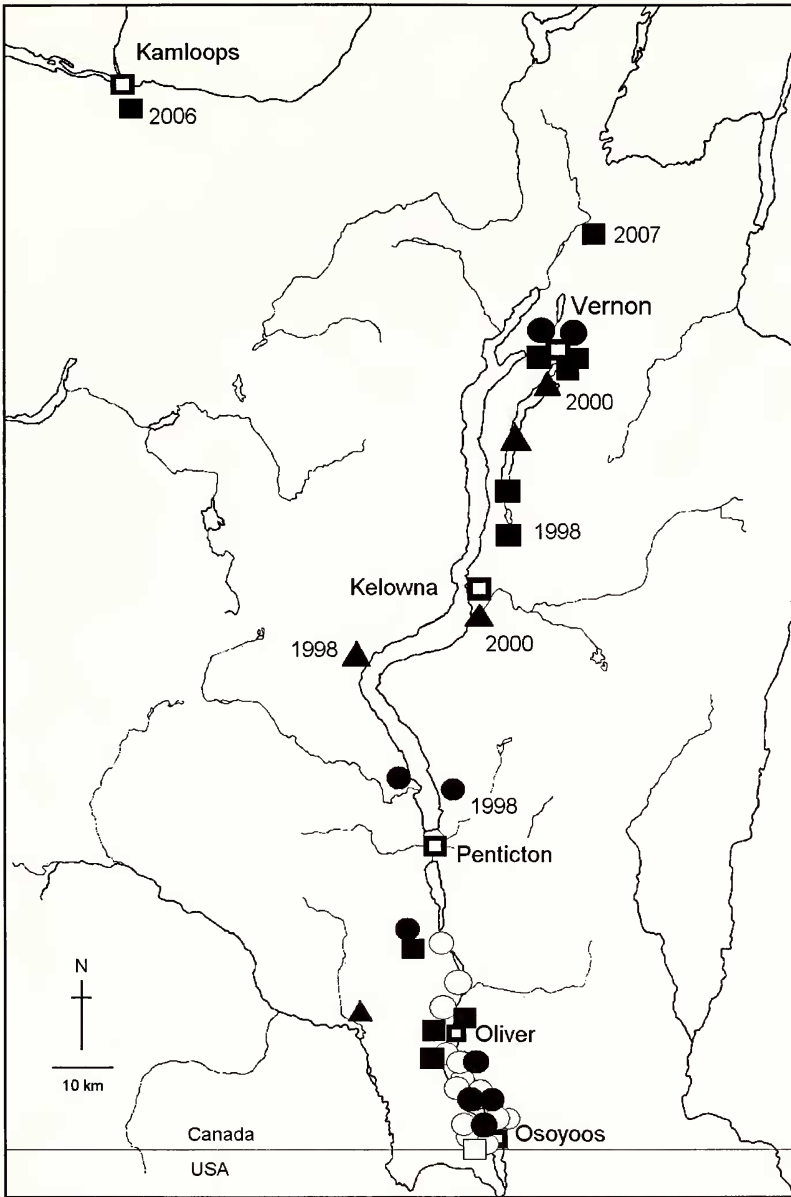 Kamloops
2006
2007
Vernon
2000
1998
Kelowna
1998
2000
1998
Penticton
N
Oliver
10 km
Canada
Osoyoos
USA